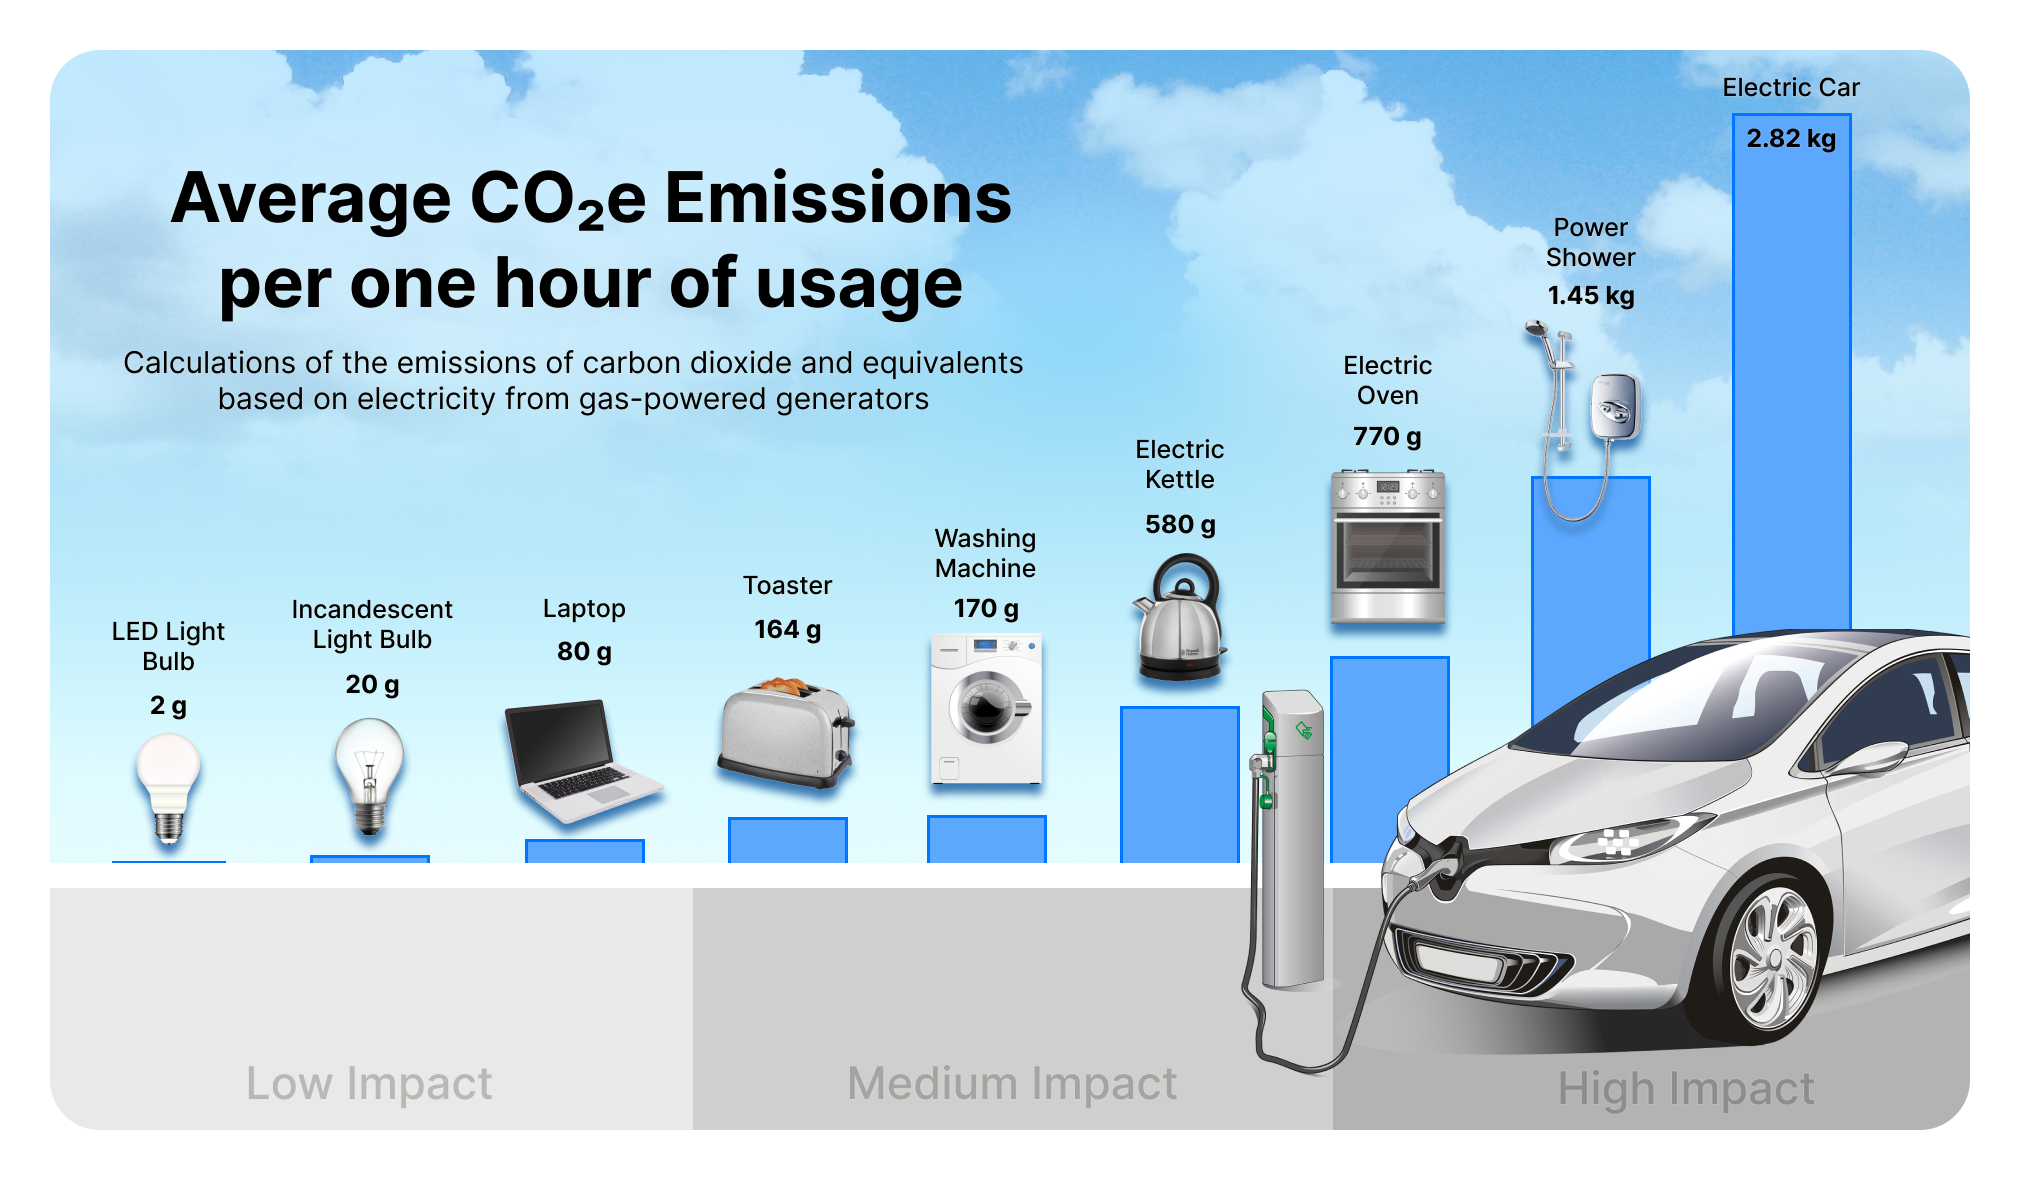 Average CO₂e Emissions
per one hour of usage
Calculations of the emissions of carbon dioxide and equivalents
based on electricity from gas-powered generators
LED Light
Bulb
2 g
Incandescent
Light Bulb
20 g
Laptop
80 g
Toaster
164 g
Washing
Machine
170 g
Electric
Kettle
580 g
Electric
Oven
770 g
Power
Shower
1.45 kg
Electric Car
2.82 kg
Low Impact
Medium Impact
High Impact